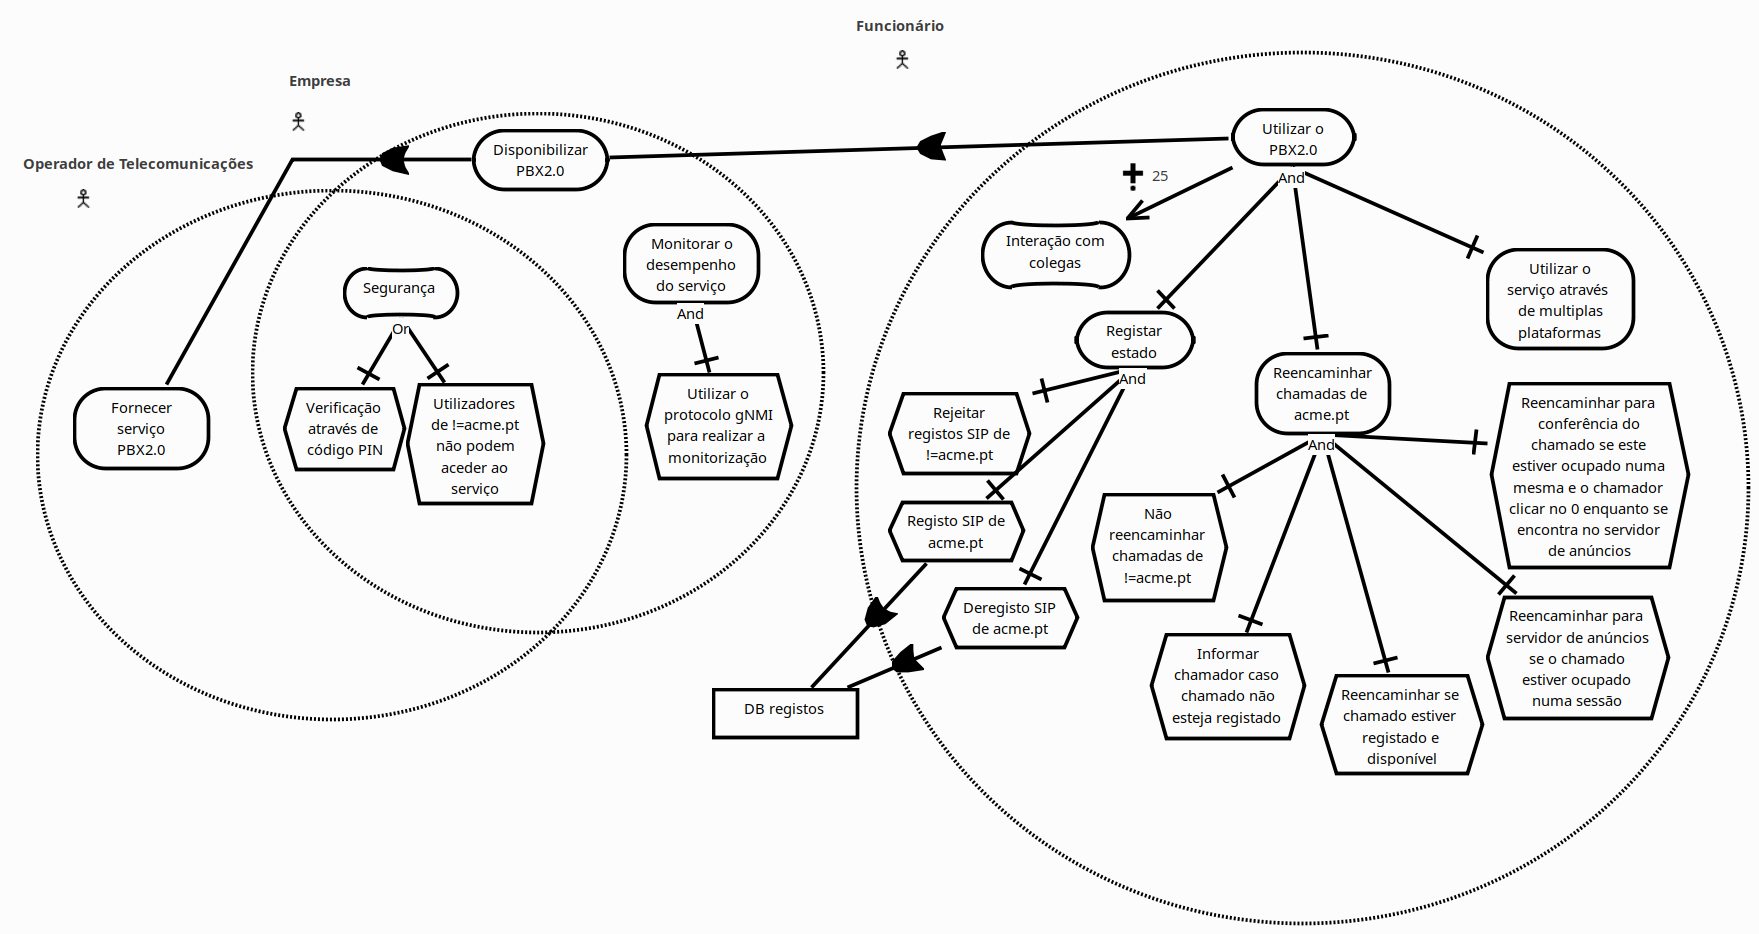 Funcionário
Empresa
Operador de Telecomunicações
Disponibilizar
PBX2.0
Utilizar o
PBX2.0
And
25
Interação com
colegas
Monitorar o
desempenho
do serviço
And
Segurança
Or
Utilizar o
serviço através
de multiplas
plataformas
Registar
estado
And
Reencaminhar
chamadas de
acme.pt
And
Fornecer
serviço
PBX2.0
Verificação
através de
código PIN
Utilizadores
de !=acme.pt
não podem
aceder ao
serviço
Utilizar o
protocolo gNMI
para realizar a
monitorização
Rejeitar
registos SIP de
!=acme.pt
Registo SIP de
acme.pt
Deregisto SIP
de acme.pt
DB registos
Não
reencaminhar
chamadas de
!=acme.pt
Informar
chamador caso
chamado não
esteja registado
Reencaminhar se
chamado estiver
registado e
disponível
Reencaminhar para
conferência do
chamado se este
estiver ocupado numa
mesma e o chamador
clicar no 0 enquanto se
encontra no servidor
de anúncios
Reencaminhar para
servidor de anúncios
se o chamado
estiver ocupado
numa sessão